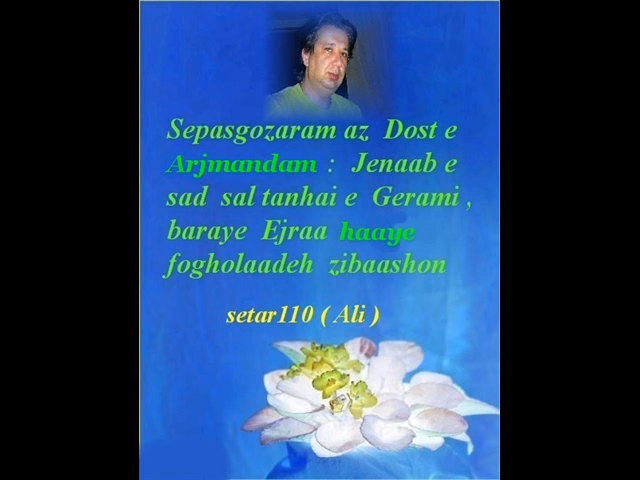 Sepasgozaram az Dost e
Arjmandam : Jenaab e
sad sal tanhai e Gerami ,
baraye Ejraa haaye
fogholaadeh zibaashon
setar110 ( Ali )